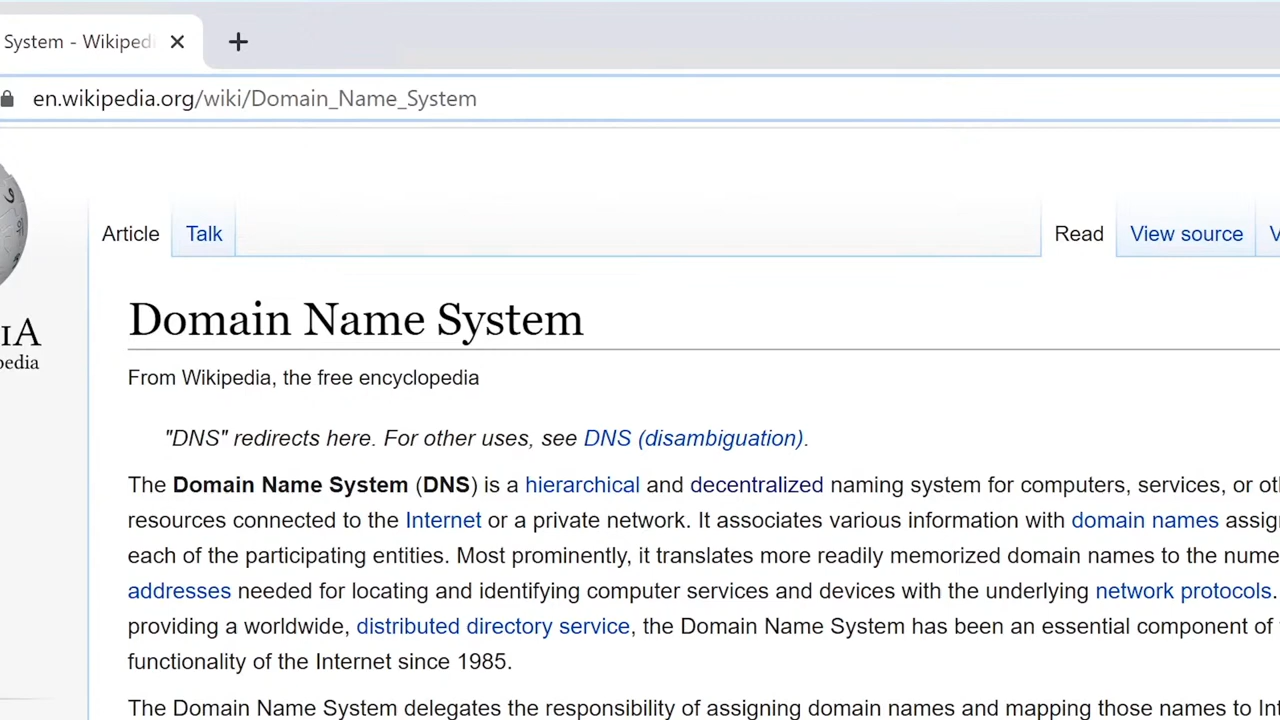 System - Wikipedi
en.wikipedia.org/wiki/Domain_Name_System
Article Talk Read View source
IA
pedia
Domain Name System
From Wikipedia, the free encyclopedia
"DNS" redirects here. For other uses, see DNS (disambiguation).
The Domain Name System (DNS) is a hierarchical and decentralized naming system for computers, services, or
resources connected to the Internet or a private network. It associates various information with domain names
each of the participating entities. Most prominently, it translates more readily memorized domain names to the
addresses needed for locating and identifying computer services and devices with the underlying network protocols.
providing a worldwide, distributed directory service, the Domain Name System has been an essential component of
functionality of the Internet since 1985.
The Domain Name System delegates the responsibility of assigning domain names and mapping those names to